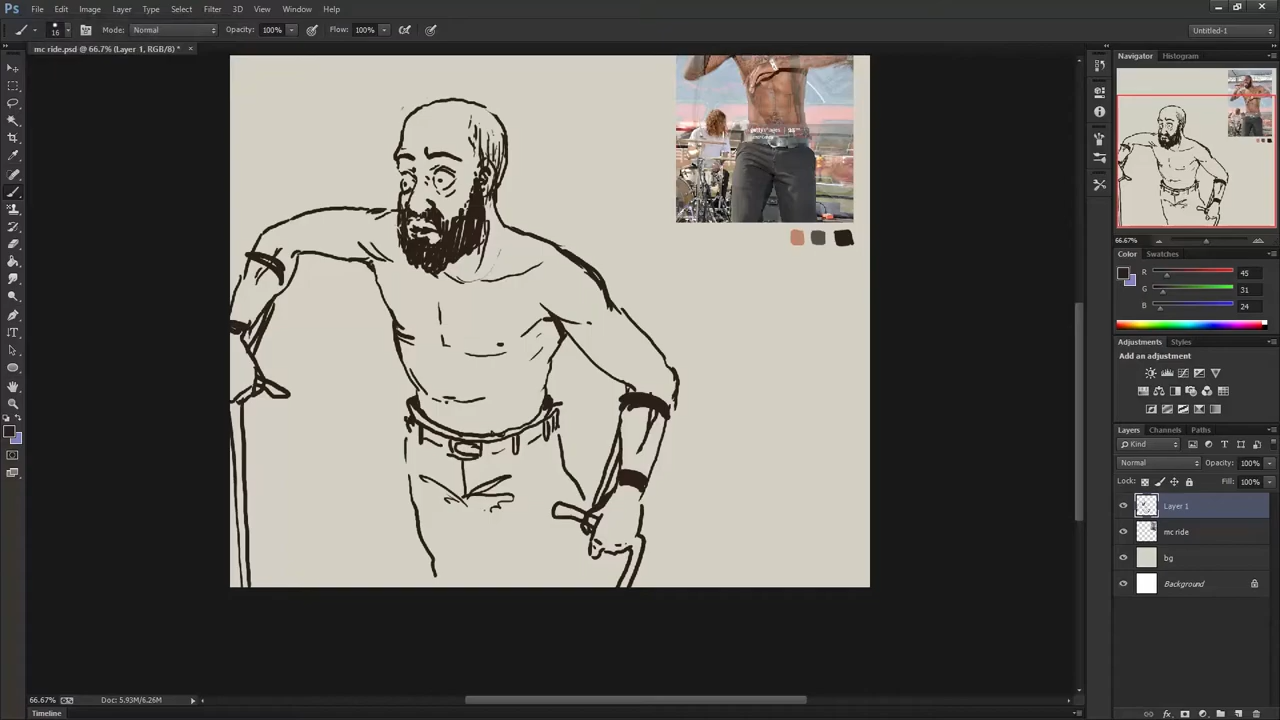 Ps File Edit Image Layer Type Select Filter 3D View Window Help
16 Mode: Normal Opacity: 100% Flow: 100% Untitled-1
mc ride.psd @ 66.7% (Layer 1, RGB/8) *
Navigator Histogram
66.67%
Color Swatches
R 45
G 31
B 24
Adjustments Styles
Add an adjustment
Layers Channels Paths
Kind
Normal Opacity: 100%
Lock: Fill: 100%
Layer 1
mc ride
bg
Background
66.67% Doc: 5.93M/6.26M
Timeline